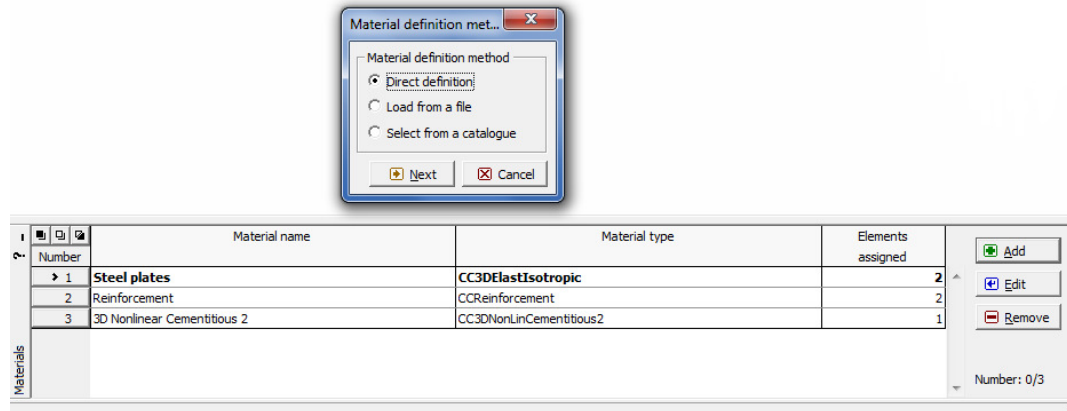 Material definition met...
Material definition method
Direct definition
Load from a file
Select from a catalogue
Next
Cancel
Number
Material name
Material type
Elements
assigned
> 1 Steel plates CC3DElastIsotropic 2
2 Reinforcement CCReinforcement 2
3 3D Nonlinear Cementitious 2 CC3DNonLinCementitious2 1
Add
Edit
Remove
Number: 0/3
Materials